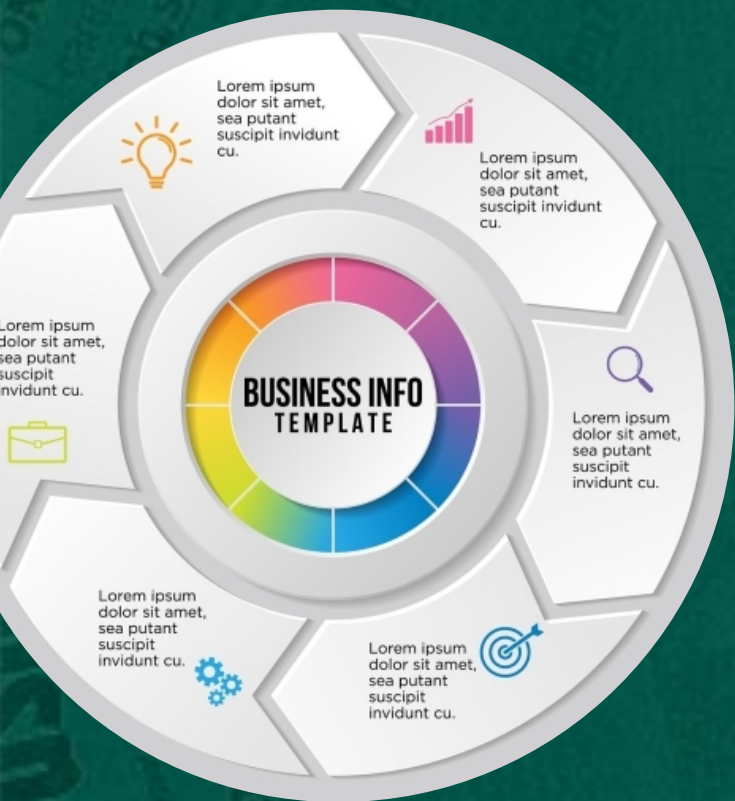 Lorem ipsum
dolor sit amet,
sea putant
suscipit invidunt
cu.
Lorem ipsum
dolor sit amet,
sea putant
suscipit invidunt
cu.
Lorem ipsum
dolor sit amet,
sea putant
suscipit
invidunt cu.
Lorem ipsum
dolor sit amet,
sea putant
suscipit
invidunt cu.
Lorem ipsum
dolor sit amet,
sea putant
suscipit
invidunt cu.
Lorem ipsum
dolor sit amet,
sea putant
suscipit
invidunt cu.
BUSINESS INFO
TEMPLATE